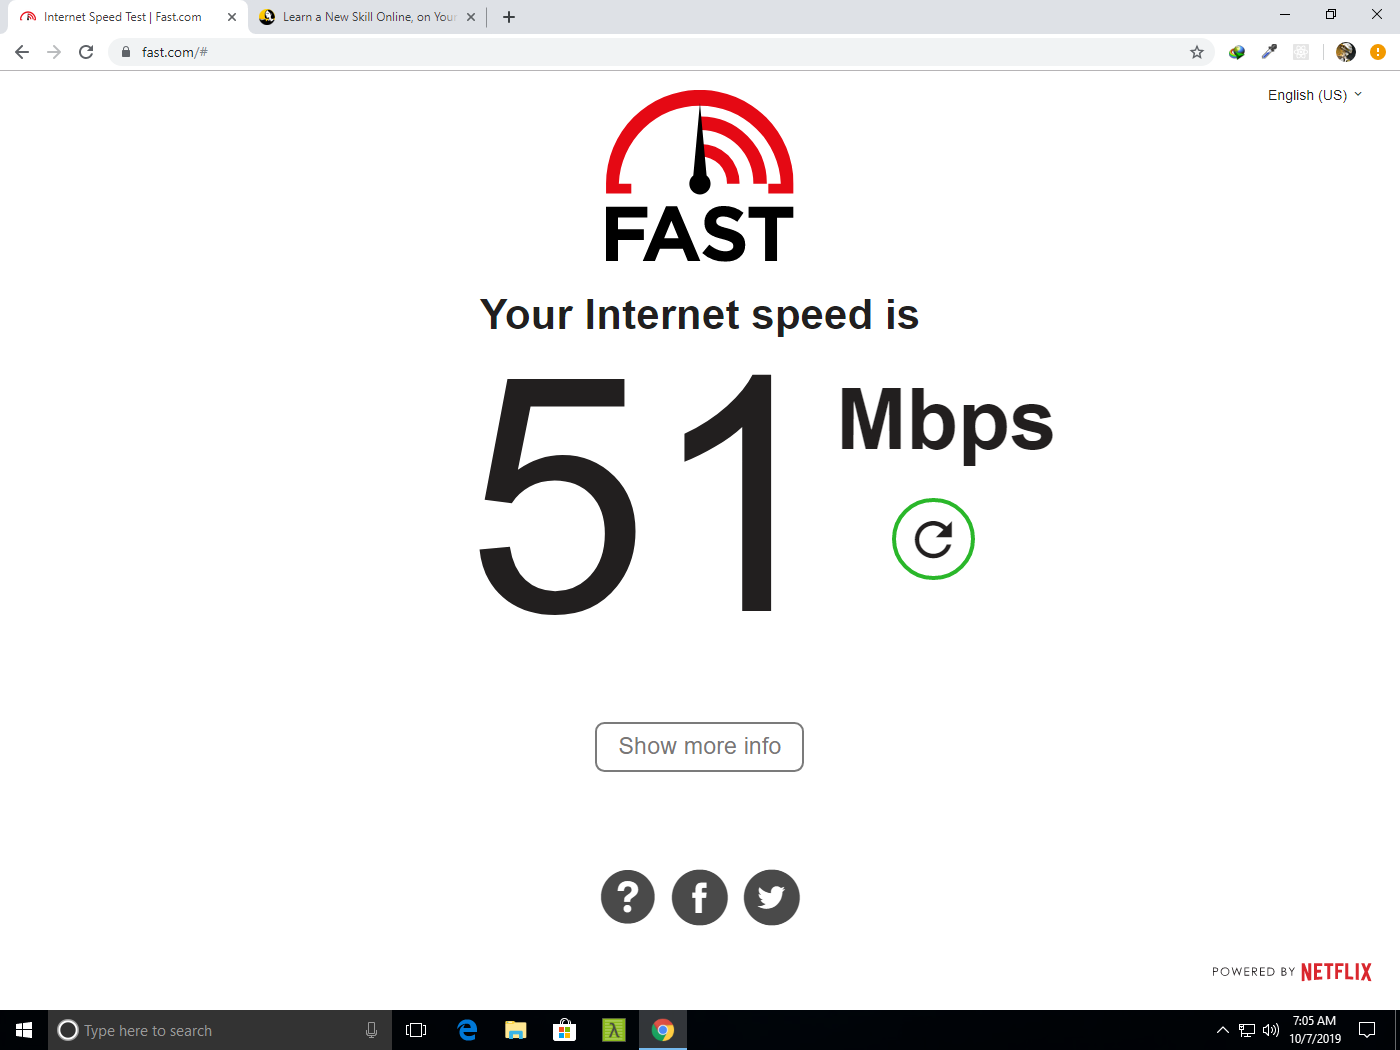 Internet Speed Test | Fast.com
Learn a New Skill Online, on Your
fast.com/#
English (US)
FAST
Your Internet speed is
51 Mbps
Show more info
?
f
POWERED BY NETFLIX
Type here to search
7:05 AM
10/7/2019